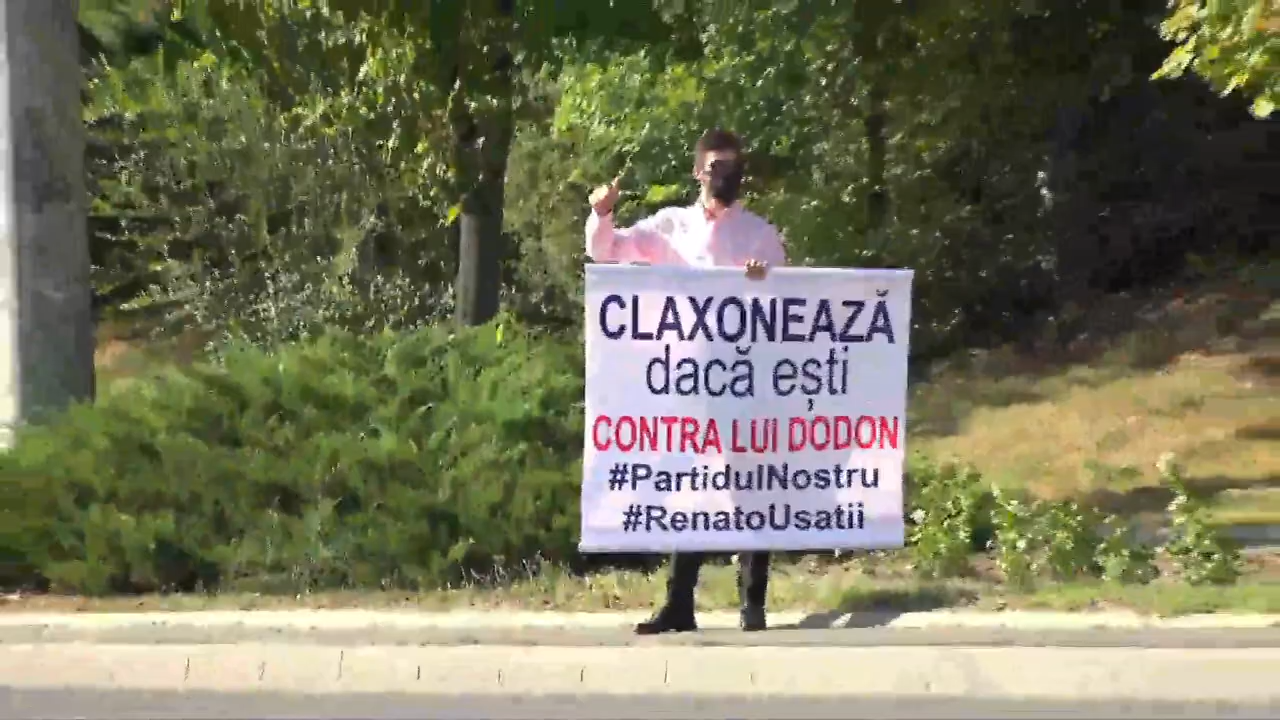 CLAXONEAZĂ
dacă ești
CONTRA LUI DODON
#PartidulNostru
#RenatoUsatii